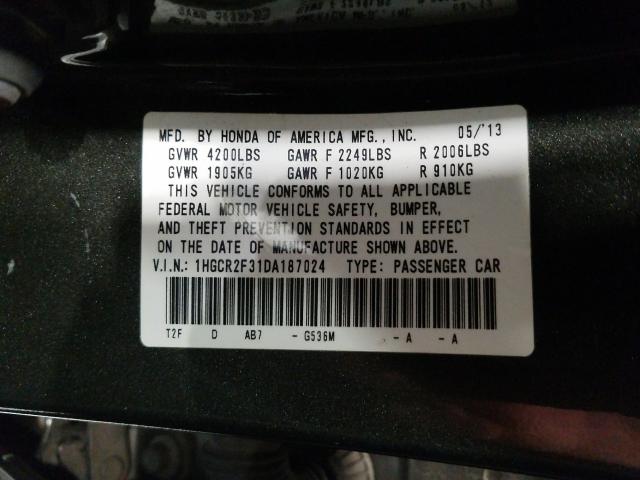 MFD. BY HONDA OF AMERICA MFG., INC. 05/'13
GVWR 4200LBS GAWR F 2249LBS R 2006LBS
GVWR 1905KG GAWR F 1020KG R 910KG
THIS VEHICLE CONFORMS TO ALL APPLICABLE
FEDERAL MOTOR VEHICLE SAFETY, BUMPER,
AND THEFT PREVENTION STANDARDS IN EFFECT
ON THE DATE OF MANUFACTURE SHOWN ABOVE.
V.I.N.: 1HGCR2F31DA187024 TYPE: PASSENGER CAR
T2F D AB7 - G536M - A - A